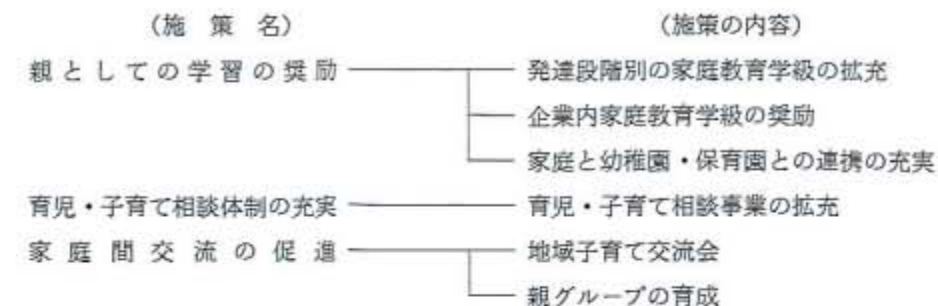 （施　策　名）　（施策の内容）
親としての学習の奨励　発達段階別の家庭教育学級の拡充
企業内家庭教育学級の奨励
家庭と幼稚園・保育園との連携の充実
育児・子育て相談体制の充実　育児・子育て相談事業の拡充
家庭間交流の促進　地域子育て交流会
親グループの育成